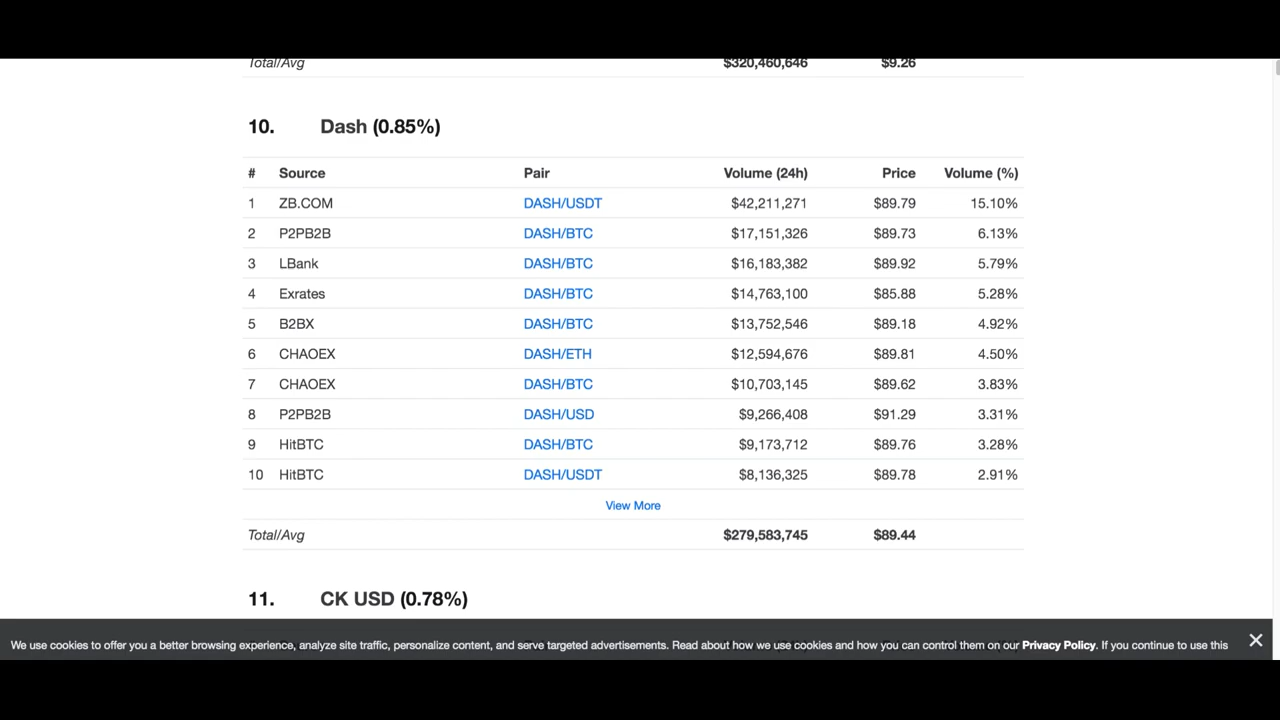 Total/Avg $320,460,646 $9.26
10. Dash (0.85%)
# Source Pair Volume (24h) Price Volume (%)
1 ZB.COM DASH/USDT $42,211,271 $89.79 15.10%
2 P2PB2B DASH/BTC $17,151,326 $89.73 6.13%
3 LBank DASH/BTC $16,183,382 $89.92 5.79%
4 Exrates DASH/BTC $14,763,100 $85.88 5.28%
5 B2BX DASH/BTC $13,752,546 $89.18 4.92%
6 CHAOEX DASH/ETH $12,594,676 $89.81 4.50%
7 CHAOEX DASH/BTC $10,703,145 $89.62 3.83%
8 P2PB2B DASH/USD $9,266,408 $91.29 3.31%
9 HitBTC DASH/BTC $9,173,712 $89.76 3.28%
10 HitBTC DASH/USDT $8,136,325 $89.78 2.91%
View More
Total/Avg $279,583,745 $89.44
11. CK USD (0.78%)
We use cookies to offer you a better browsing experience, analyze site traffic, personalize content, and serve targeted advertisements. Read about how we use cookies and how you can control them on our Privacy Policy. If you continue to use this